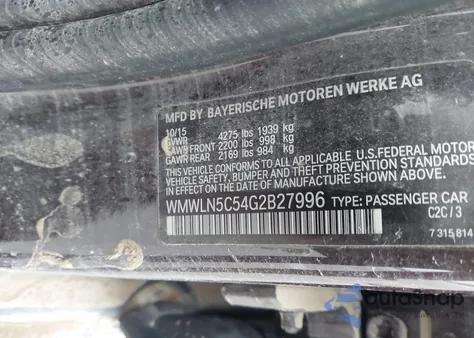 MFD BY BAYERISCHE MOTOREN WERKE AG
10/15
GVWR 4275 lbs 1939 kg
GAWR FRONT 2200 lbs 998 kg
GAWR REAR 2169 lbs 984 kg
THIS VEHICLE CONFORMS TO ALL APPLICABLE U.S.FEDERAL MOTOR
VEHICLE SAFETY, BUMPER, AND THEFT PREVENTION STANDARDS
IN EFFECT ON THE DATE OF MANUFACTURE SHOWN ABOVE.
WMWLN5C54G2B27996 TYPE: PASSENGER CAR
C2C / 3
7 315 814
AutoSnap